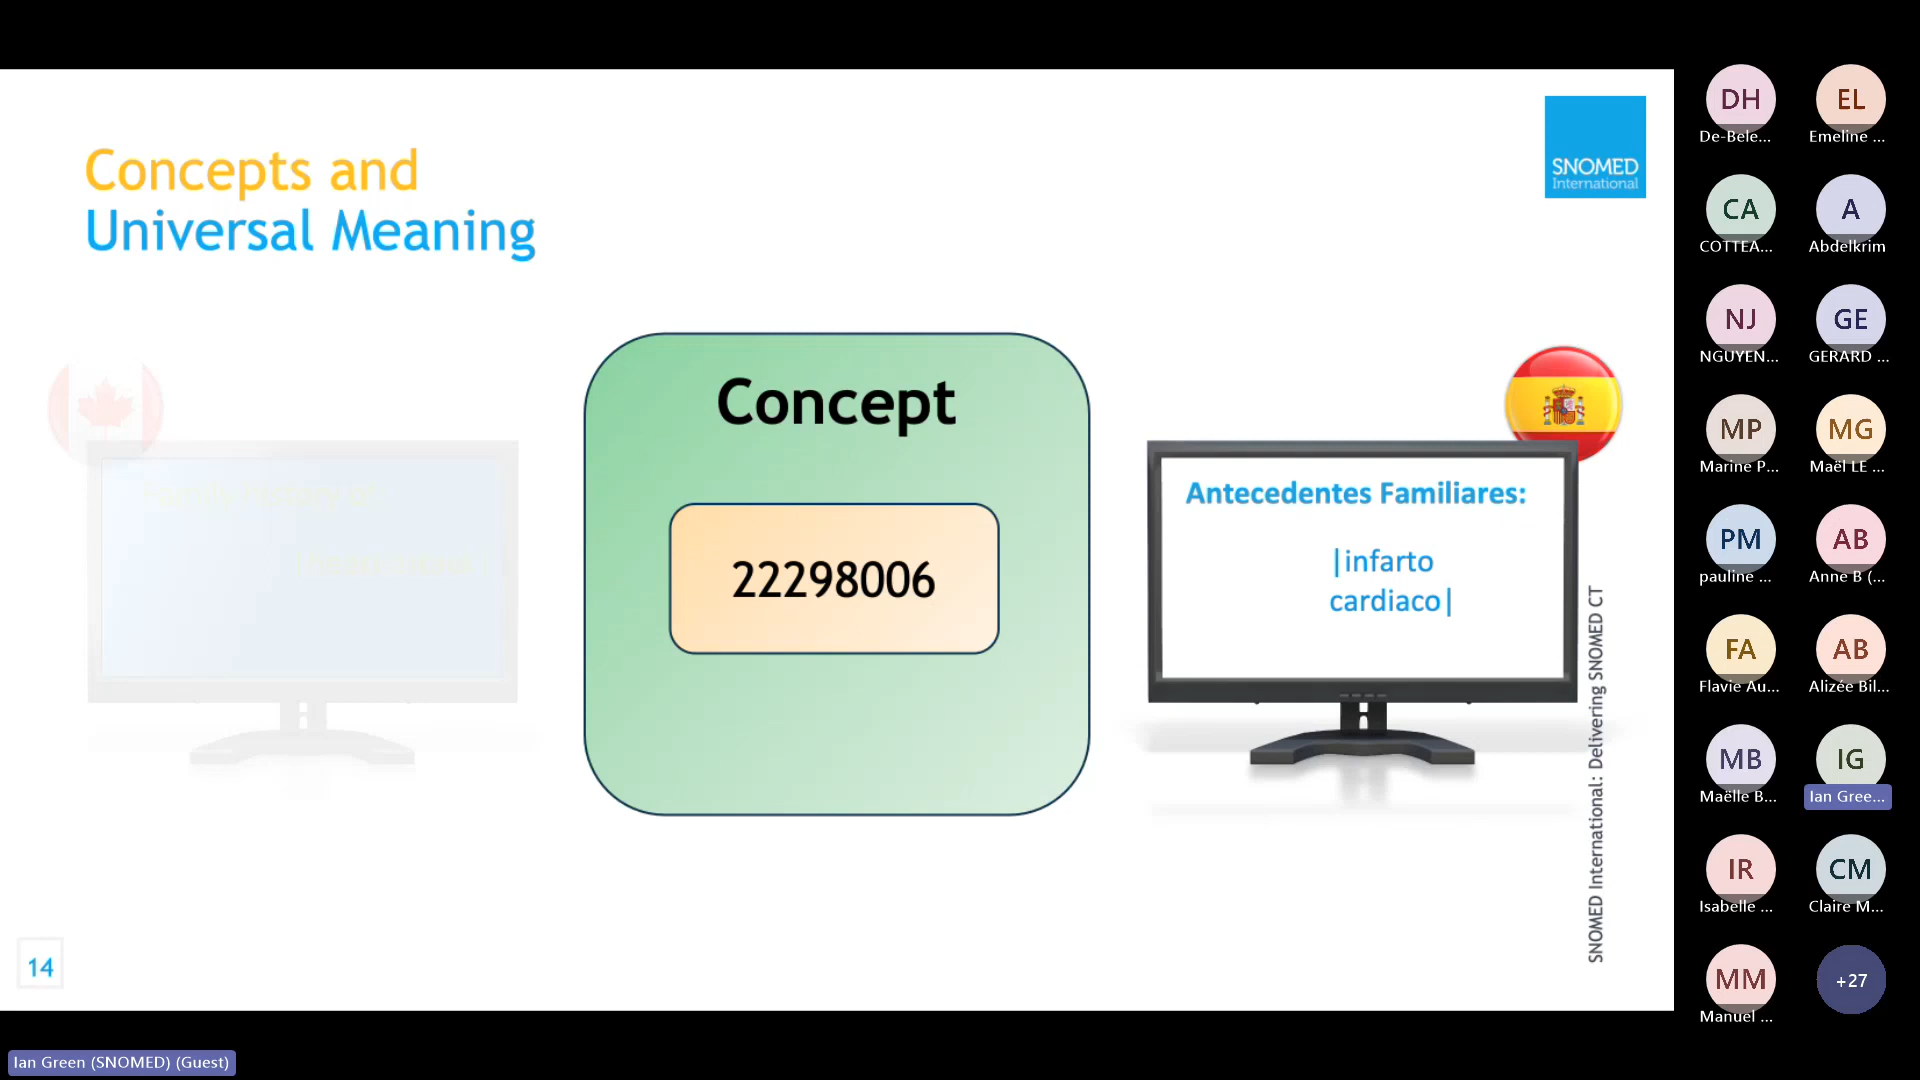 Concepts and
Universal Meaning
SNOMED
International
Concept
22298006
Antecedentes Familiares:
|infarto
cardiaco|
SNOMED International: Delivering SNOMED CT
14
DH
De-Bele...
EL
Emeline ...
CA
COTTEA...
A
Abdelkrim
NJ
NGUYEN...
GE
GERARD ...
MP
Marine P...
MG
Maël LE ...
PM
pauline ...
AB
Anne B (...
FA
Flavie Au...
AB
Alizée Bil...
MB
Maëlle B...
IG
Ian Gree...
IR
Isabelle ...
CM
Claire M...
MM
Manuel ...
+27
Ian Green (SNOMED) (Guest)